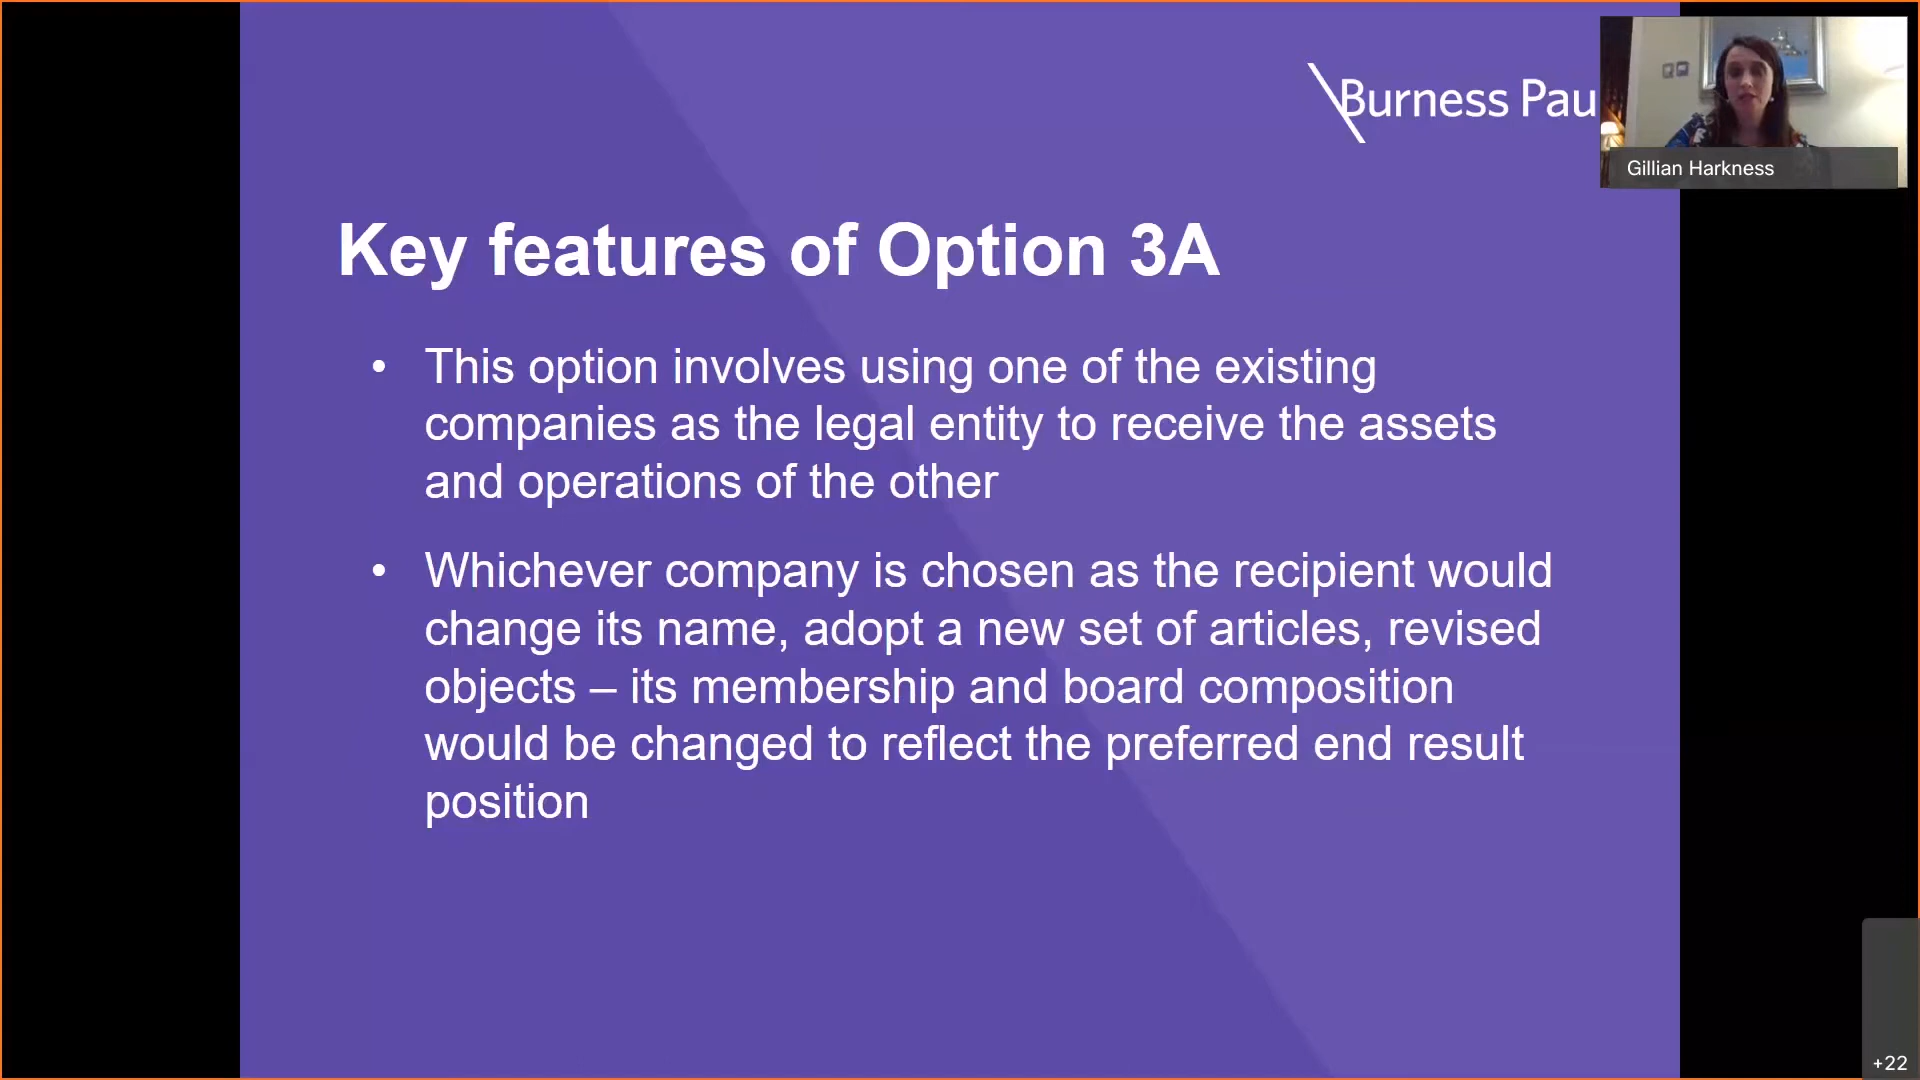 Burness Pau
Gillian Harkness
Key features of Option 3A
• This option involves using one of the existing
companies as the legal entity to receive the assets
and operations of the other
• Whichever company is chosen as the recipient would
change its name, adopt a new set of articles, revised
objects – its membership and board composition
would be changed to reflect the preferred end result
position
+22